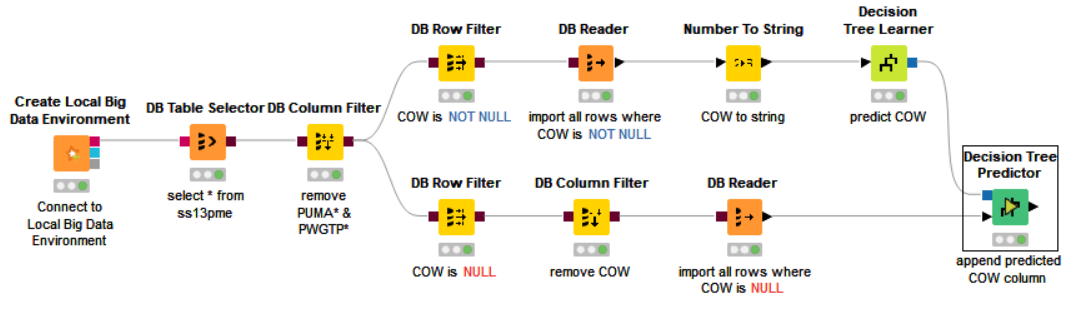 DB Row Filter
DB Reader
Number To String
Decision
Tree Learner
COW is NOT NULL
import all rows where
COW is NOT NULL
COW to string
predict COW
Create Local Big
Data Environment
DB Table Selector
DB Column Filter
Connect to
Local Big Data
Environment
select * from
ss13pme
remove
PUMA* &
PWGTP*
DB Row Filter
DB Column Filter
DB Reader
Decision Tree
Predictor
COW is NULL
remove COW
import all rows where
COW is NULL
append predicted
COW column